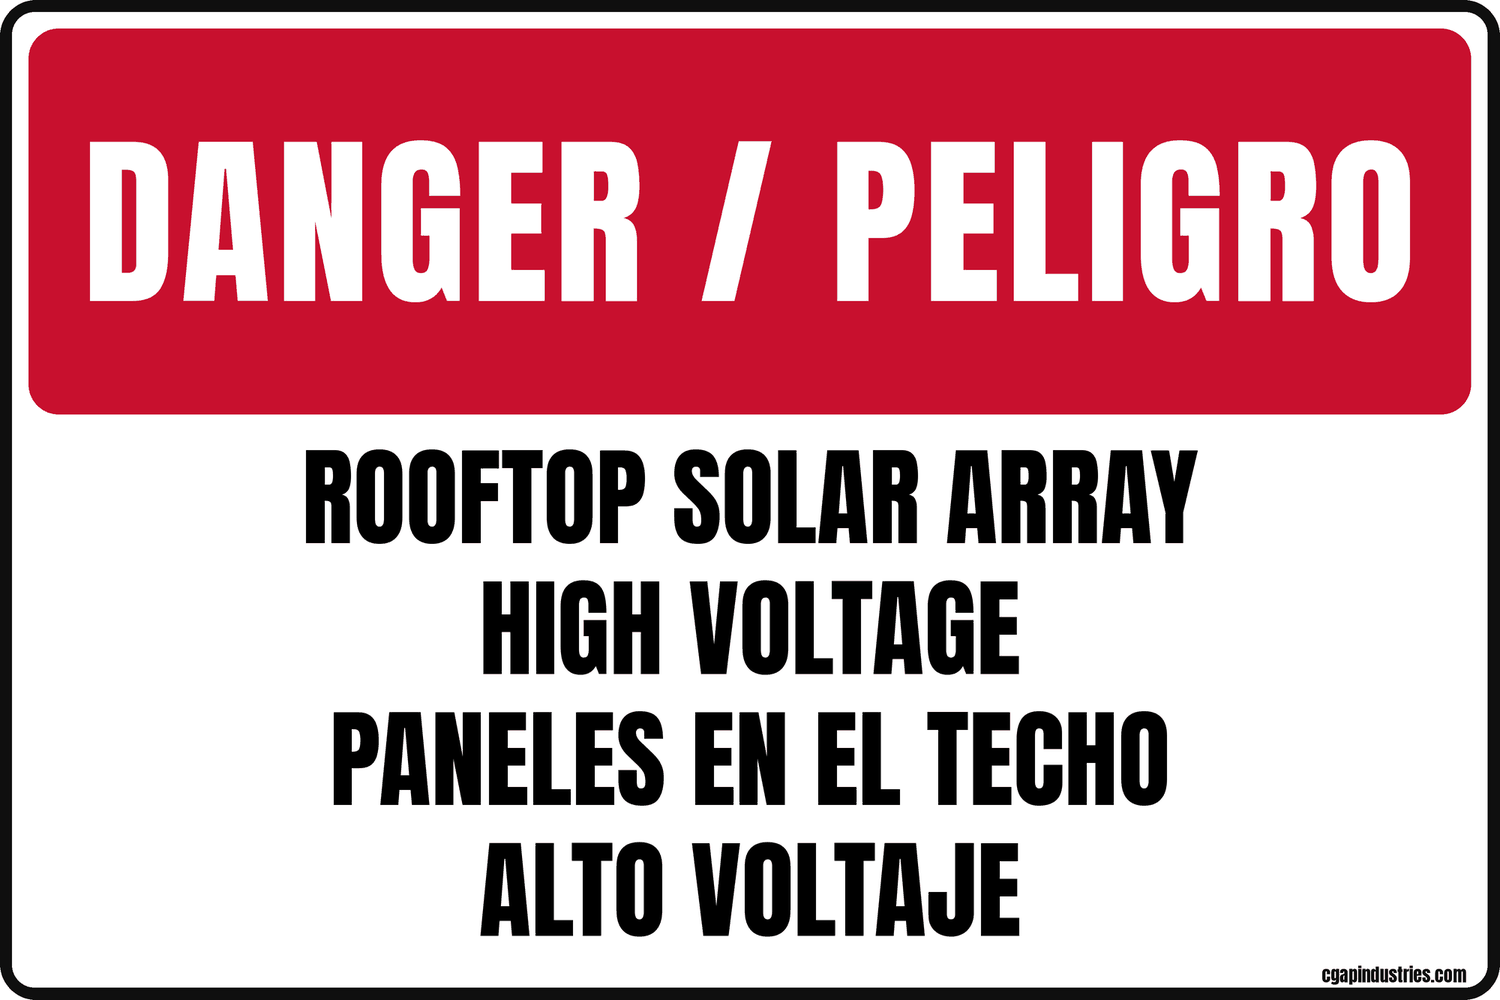 DANGER / PELIGRO
ROOFTOP SOLAR ARRAY
HIGH VOLTAGE
PANELES EN EL TECHO
ALTO VOLTAJE
cgapindustries.com